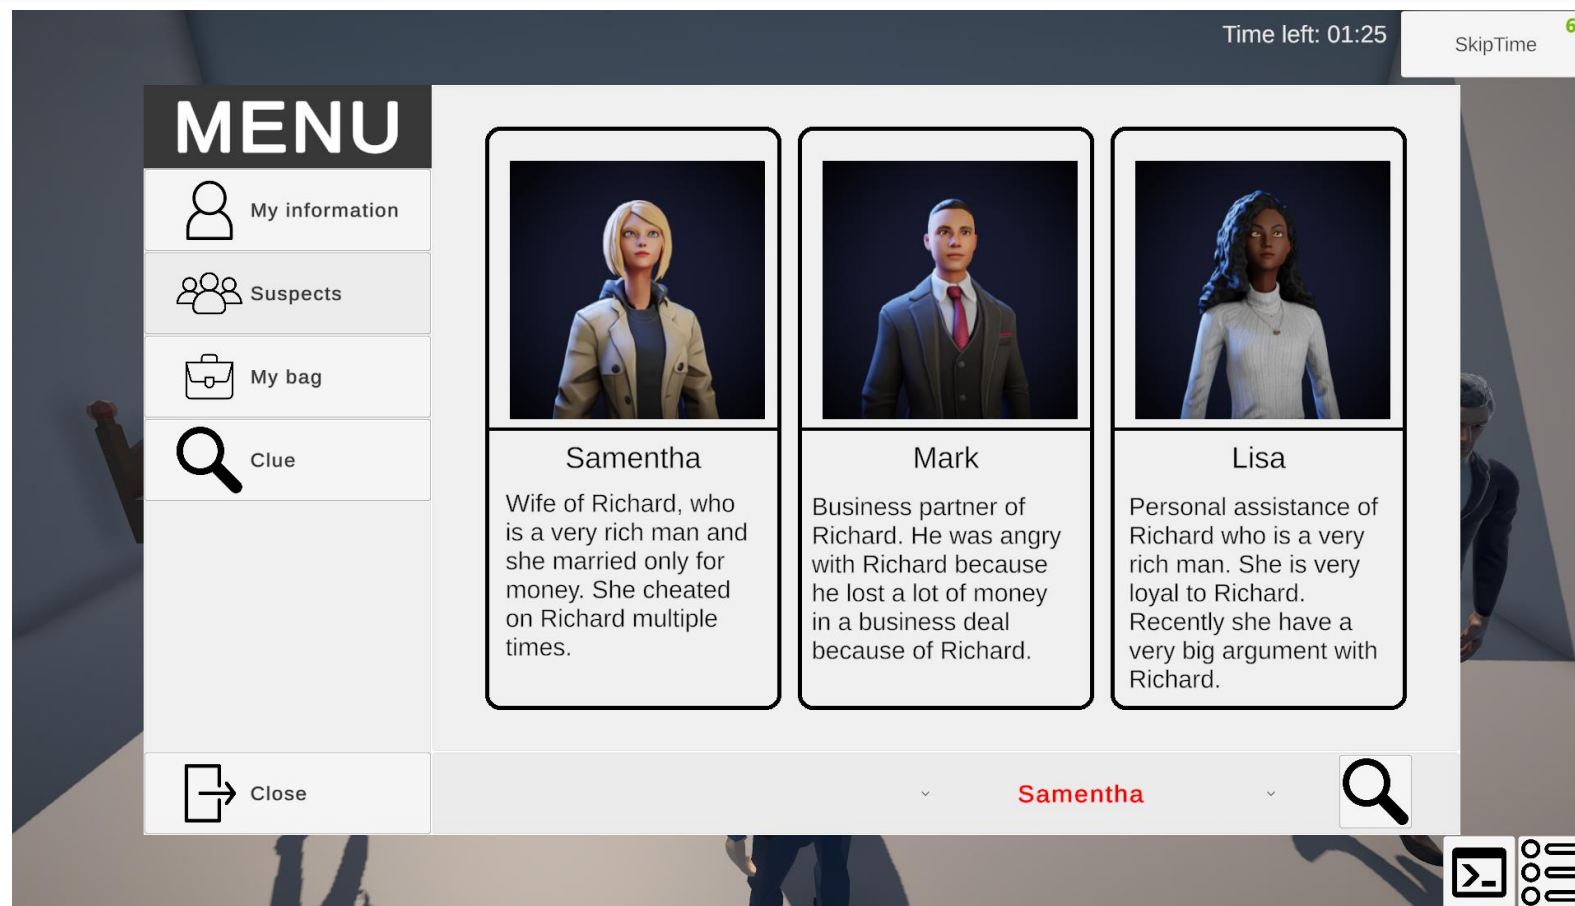 Time left: 01:25
SkipTime
6
MENU
My information
Suspects
My bag
Clue
Close
Samentha
Wife of Richard, who
is a very rich man and
she married only for
money. She cheated
on Richard multiple
times.
Mark
Business partner of
Richard. He was angry
with Richard because
he lost a lot of money
in a business deal
because of Richard.
Lisa
Personal assistance of
Richard who is a very
rich man. She is very
loyal to Richard.
Recently she have a
very big argument with
Richard.
Samentha